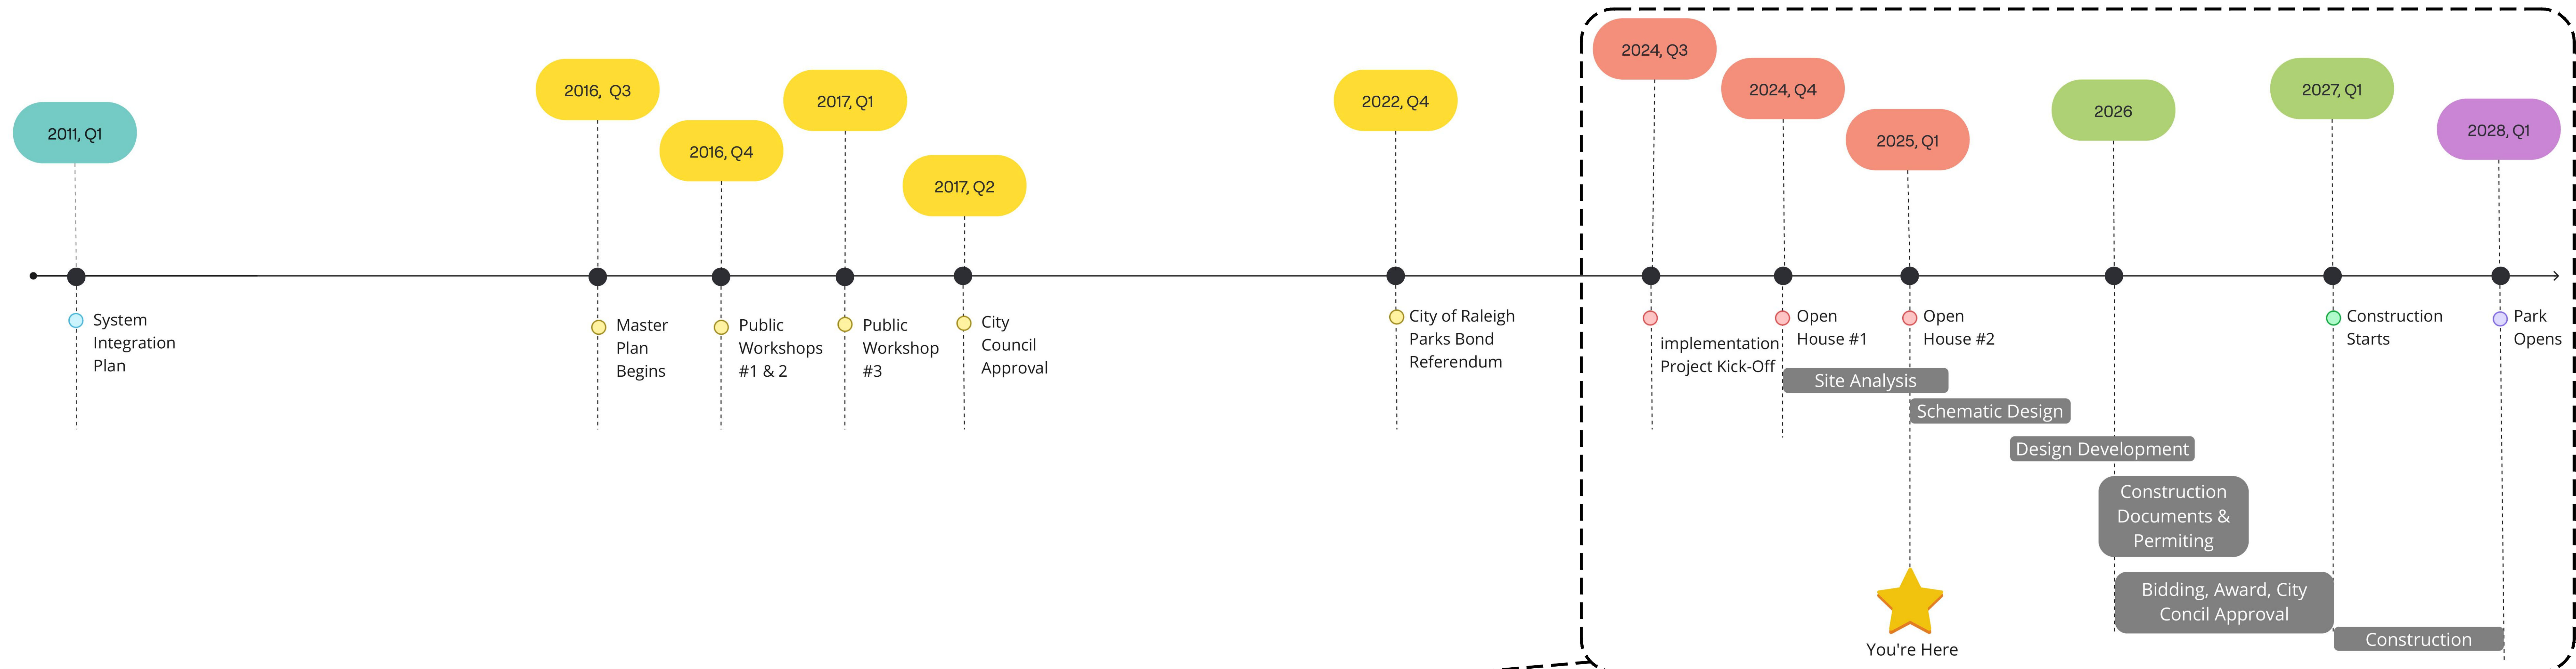 2011, Q1
2016, Q3
2016, Q4
2017, Q1
2017, Q2
2022, Q4
2024, Q3
2024, Q4
2025, Q1
2026
2027, Q1
2028, Q1
System
Integration
Plan
Master
Plan
Begins
Public
Workshops
#1 & 2
Public
Workshop
#3
City
Council
Approval
City of Raleigh
Parks Bond
Referendum
implementation
Project Kick-Off
Open
House #1
Open
House #2
Construction
Starts
Park
Opens
Site Analysis
Schematic Design
Design Development
Construction
Documents &
Permiting
Bidding, Award, City
Concil Approval
Construction
You're Here